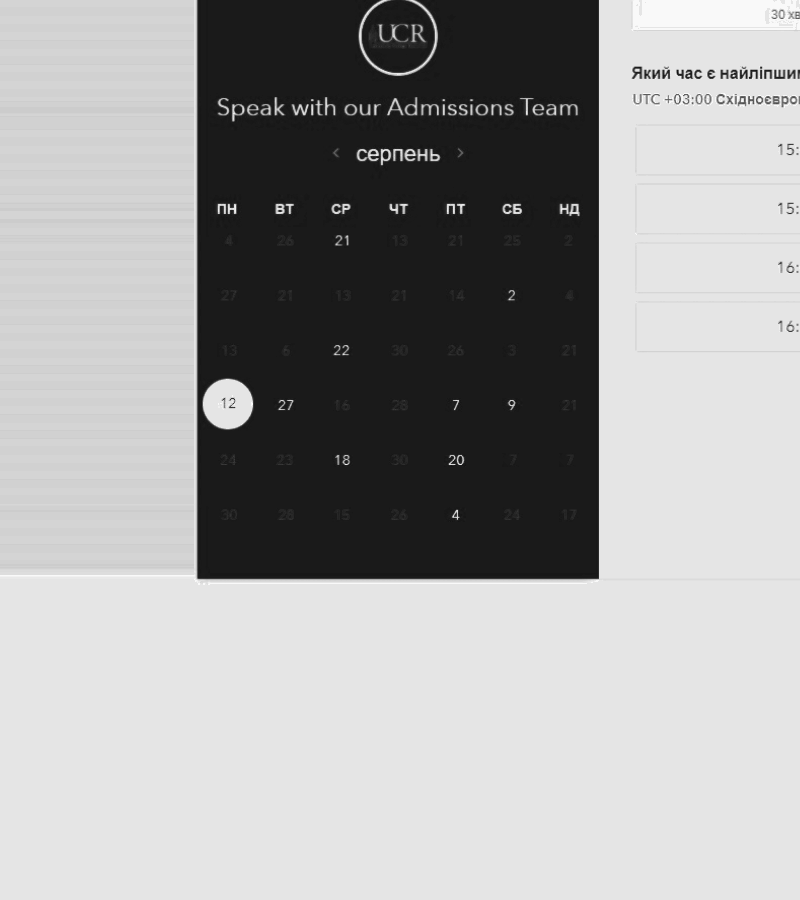 UCR
Speak with our Admissions Team
< серпень >
ПН ВТ СР ЧТ ПТ СБ НД
4 26 21 13 21 25 2
27 21 13 21 14 2 4
13 6 22 30 26 3 21
12 27 16 28 7 9 21
24 23 18 30 20 7 7
30 28 15 26 4 24 17
30 хв
Який час є найліпшим
UTC +03:00 Східноєвро
15:
15:
16:
16: